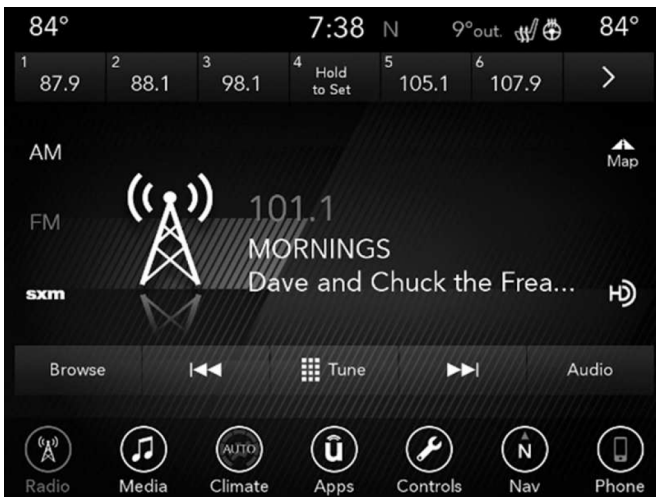 84° 7:38 N 9°out. 84°
1 87.9 2 88.1 3 98.1 4 Hold to Set 5 105.1 6 107.9 >
AM
Map
101.1
FM
MORNINGS
Dave and Chuck the Frea...
sxm
HD
Browse Tune Audio
AUTO û N
Radio Media Climate Apps Controls Nav Phone